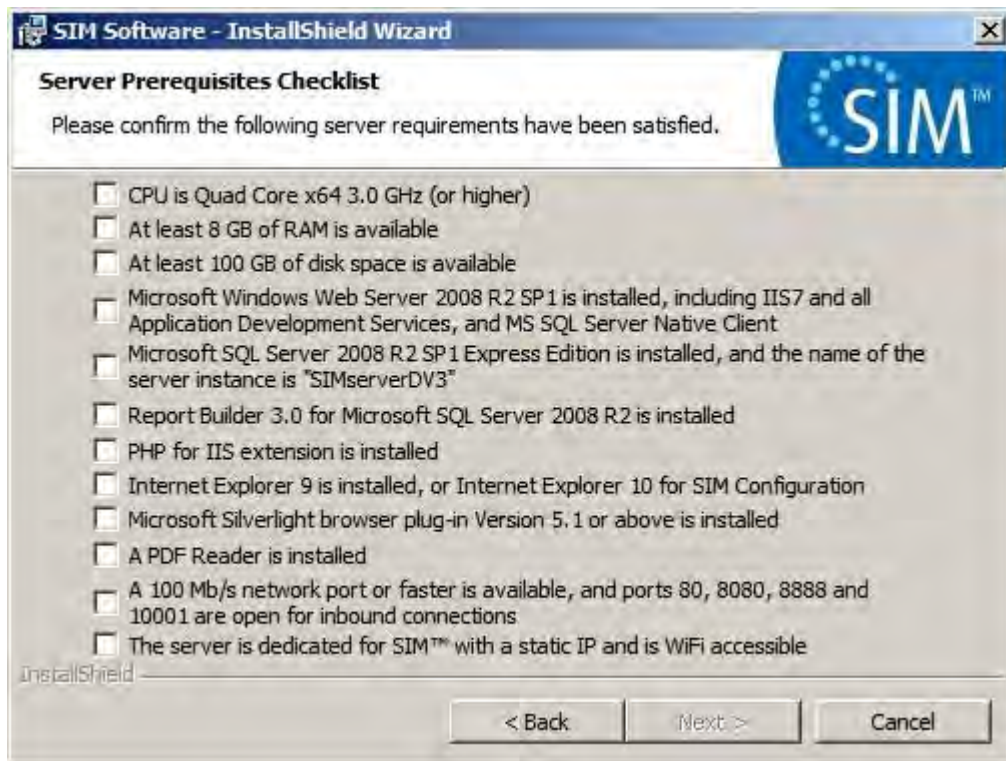 SIM Software - InstallShield Wizard
Server Prerequisites Checklist
Please confirm the following server requirements have been satisfied.
SIM™
CPU is Quad Core x64 3.0 GHz (or higher)
At least 8 GB of RAM is available
At least 100 GB of disk space is available
Microsoft Windows Web Server 2008 R2 SP1 is installed, including IIS7 and all
Application Development Services, and MS SQL Server Native Client
Microsoft SQL Server 2008 R2 SP1 Express Edition is installed, and the name of the
server instance is "SIMserverDV3"
Report Builder 3.0 for Microsoft SQL Server 2008 R2 is installed
PHP for IIS extension is installed
Internet Explorer 9 is installed, or Internet Explorer 10 for SIM Configuration
Microsoft Silverlight browser plug-in Version 5.1 or above is installed
A PDF Reader is installed
A 100 Mb/s network port or faster is available, and ports 80, 8080, 8888 and
10001 are open for inbound connections
The server is dedicated for SIM™ with a static IP and is WiFi accessible
InstallShield
< Back
Next >
Cancel